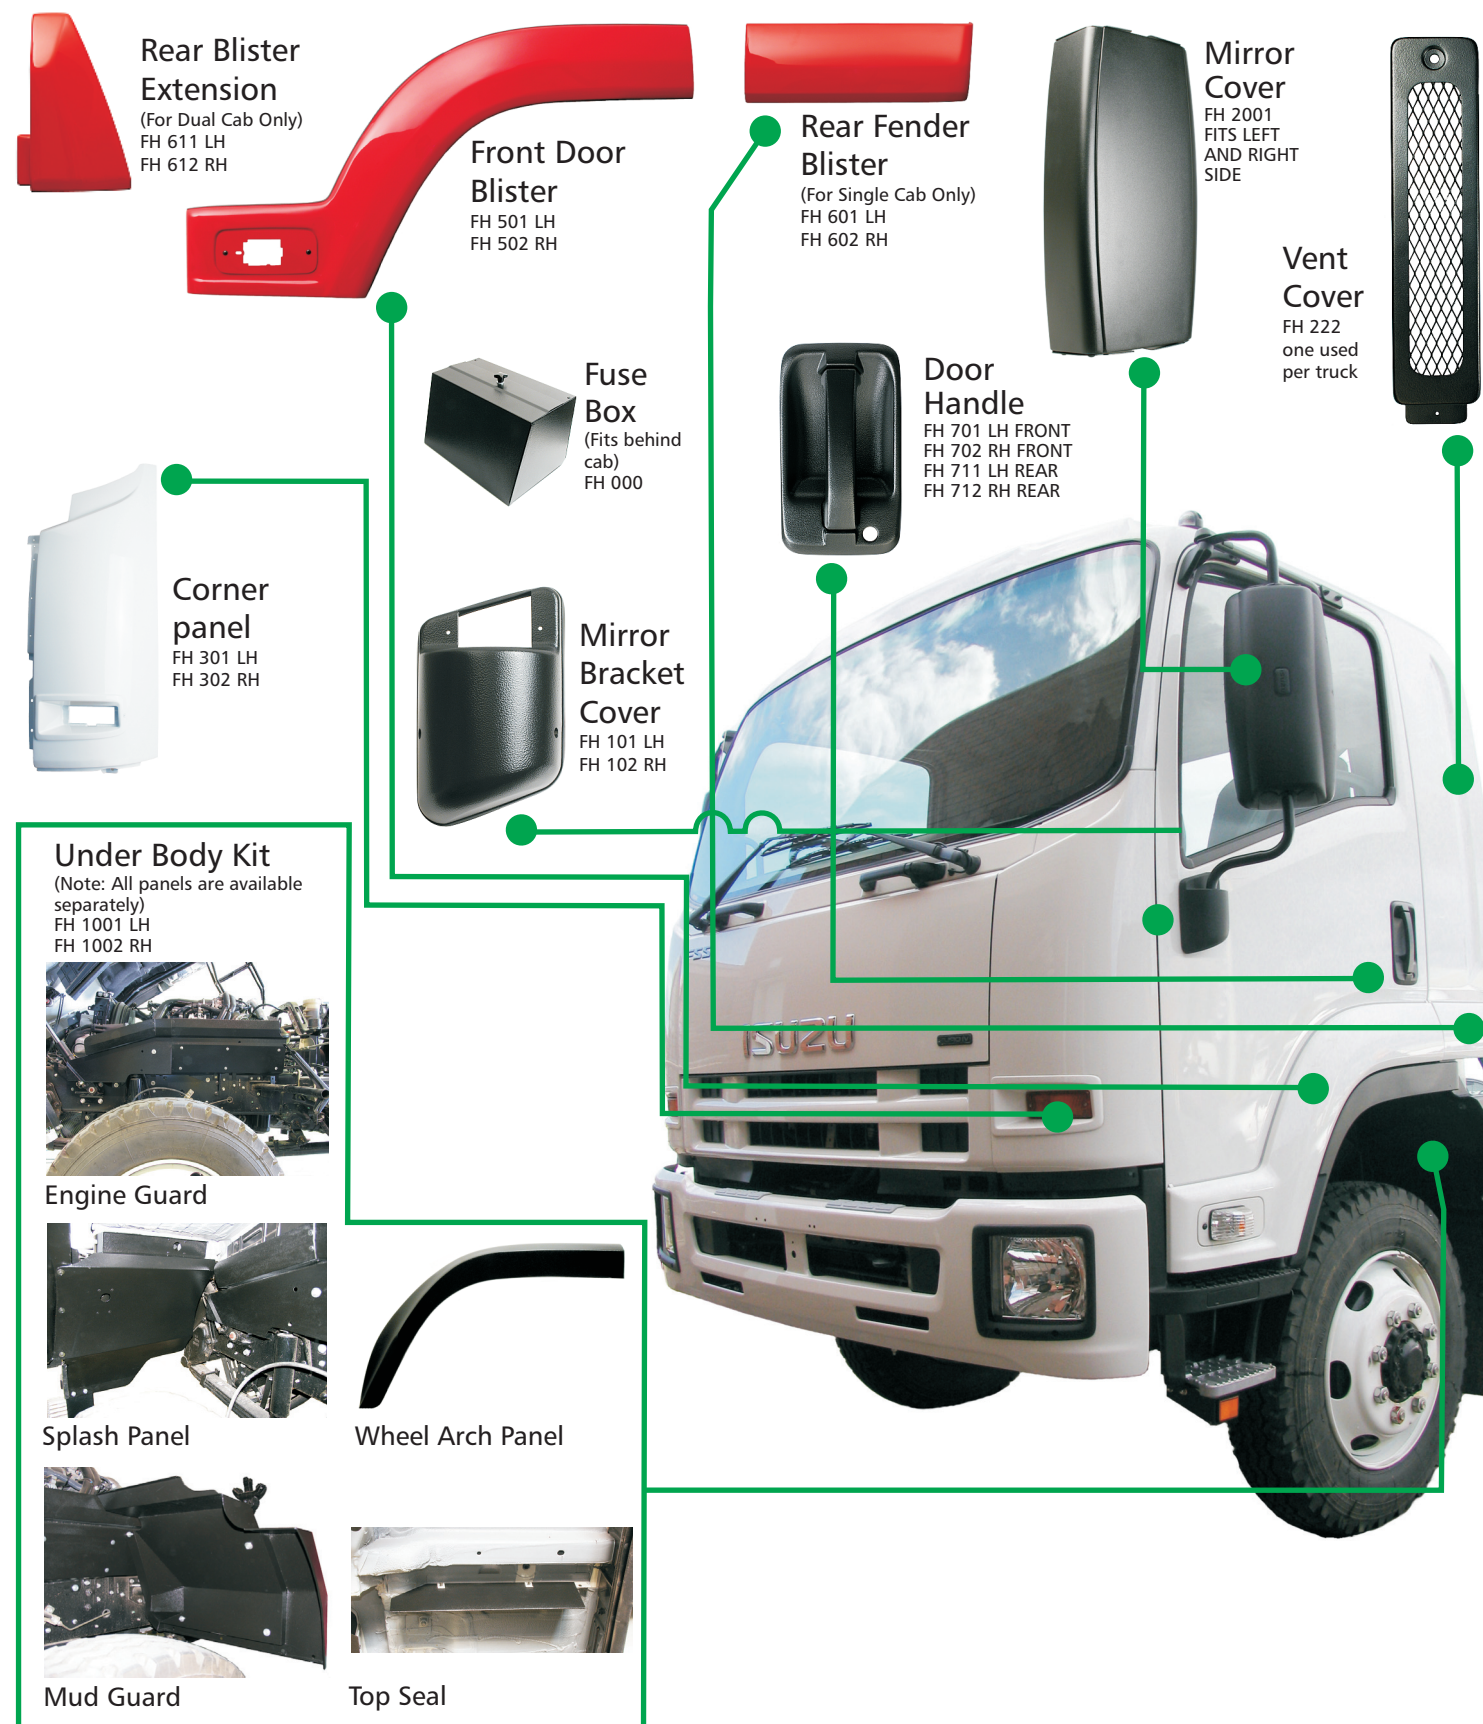 Rear Blister
Extension
(For Dual Cab Only)
FH 611 LH
FH 612 RH
Front Door
Blister
FH 501 LH
FH 502 RH
Rear Fender
Blister
(For Single Cab Only)
FH 601 LH
FH 602 RH
Mirror
Cover
FH 2001
FITS LEFT
AND RIGHT
SIDE
Vent
Cover
FH 222
one used
per truck
Fuse
Box
(Fits behind
cab)
FH 000
Door
Handle
FH 701 LH FRONT
FH 702 RH FRONT
FH 711 LH REAR
FH 712 RH REAR
Corner
panel
FH 301 LH
FH 302 RH
Mirror
Bracket
Cover
FH 101 LH
FH 102 RH
Under Body Kit
(Note: All panels are available
separately)
FH 1001 LH
FH 1002 RH
ISUZU
Engine Guard
Splash Panel
Wheel Arch Panel
Mud Guard
Top Seal